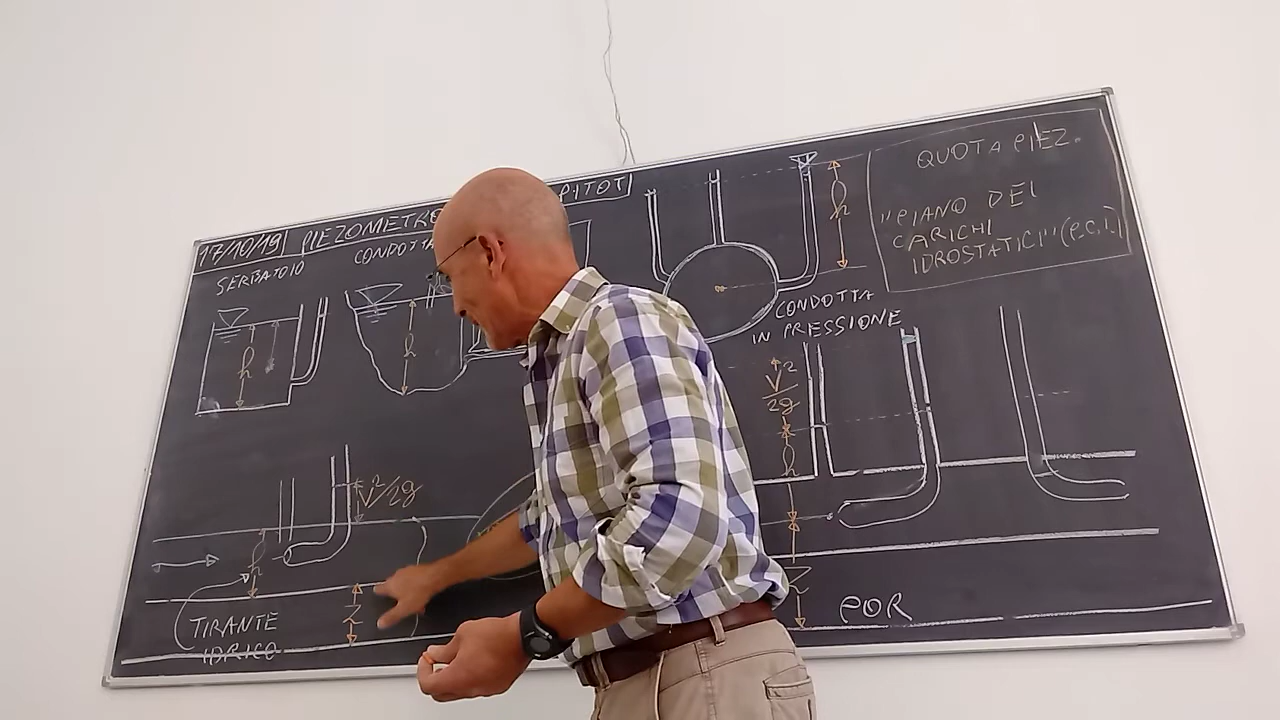 17/10/19 PIEZOMETRO PITOT
SERBATOIO
CONDOTTA
h
h
h
QUOTA PIEZ.
"PIANO DEI
CARICHI
IDROSTATICI" (P.C.I.)
CONDOTTA
IN PRESSIONE
V²/2g
h
Z
POR
V²/2g
h
Z
TIRANTE
IDRICO